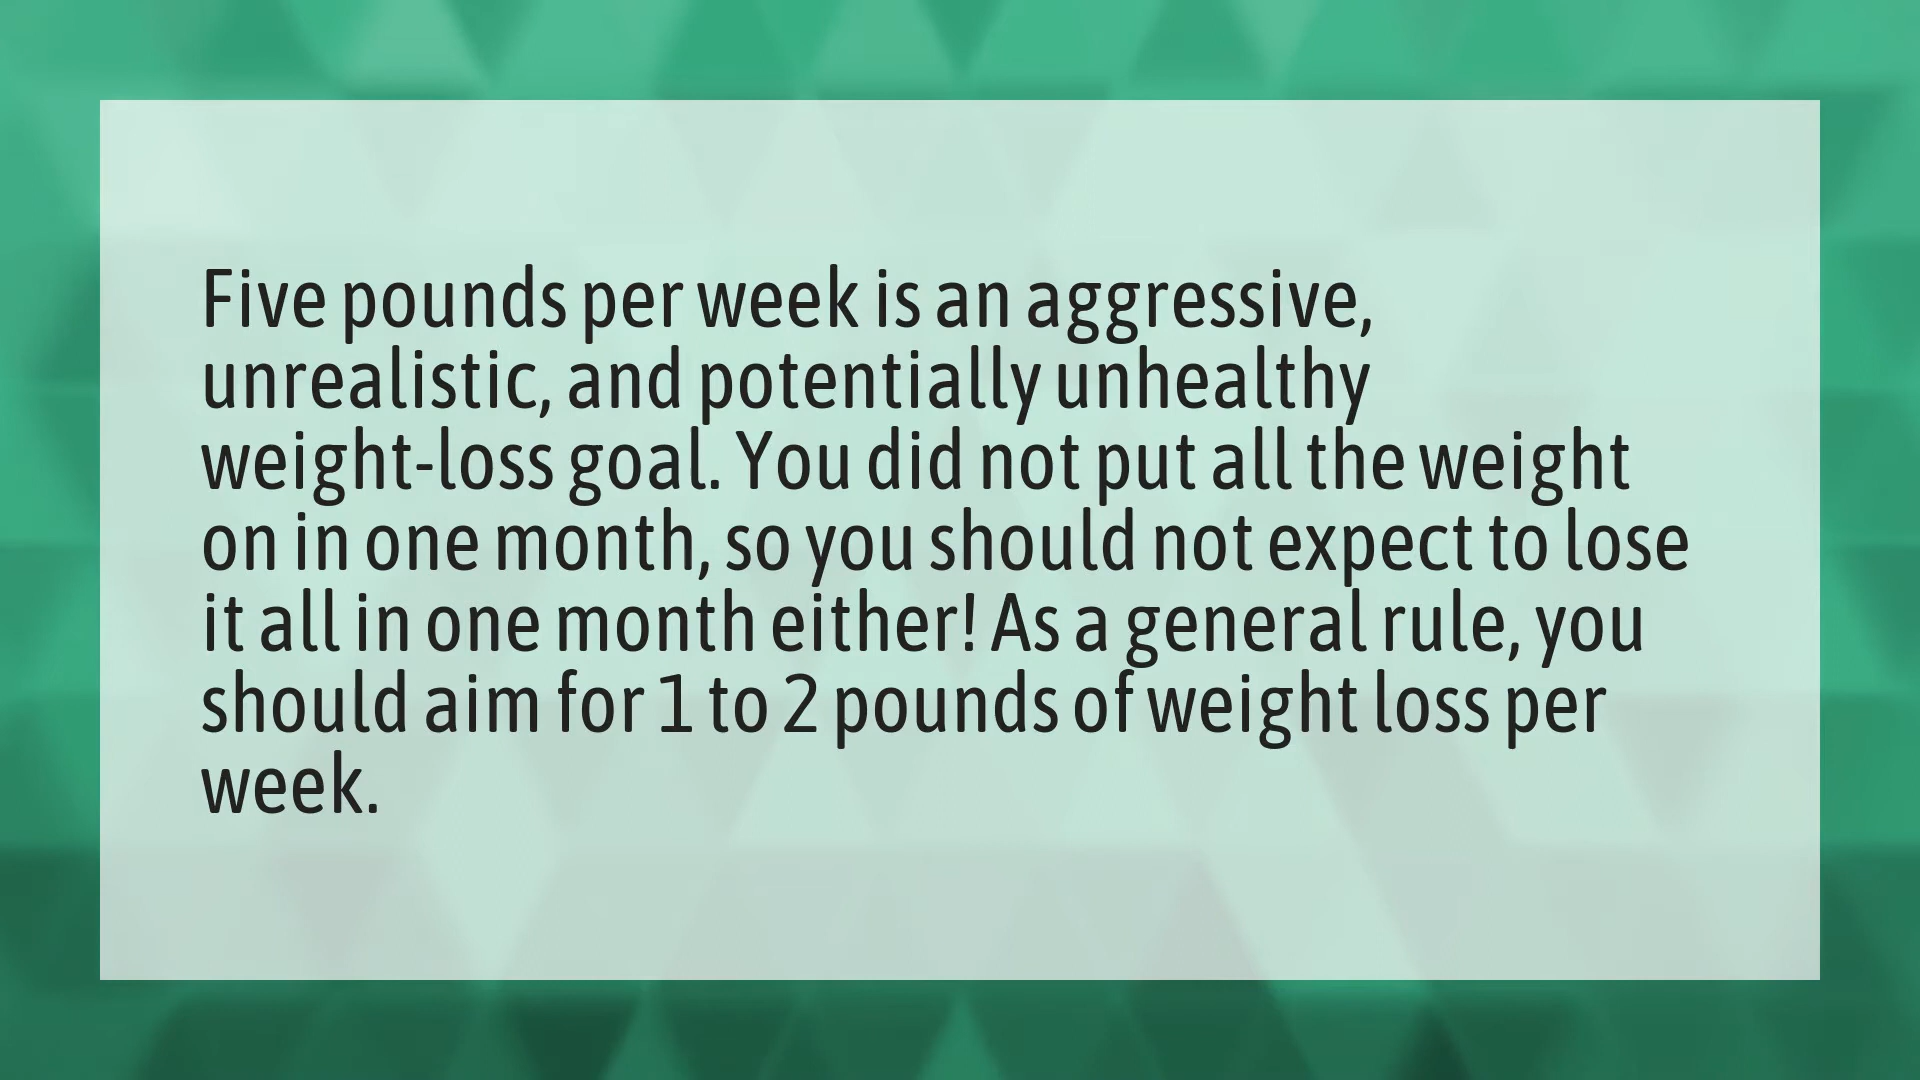 Five pounds per week is an aggressive,
unrealistic, and potentially unhealthy
weight-loss goal. You did not put all the weight
on in one month, so you should not expect to lose
it all in one month either! As a general rule, you
should aim for 1 to 2 pounds of weight loss per
week.